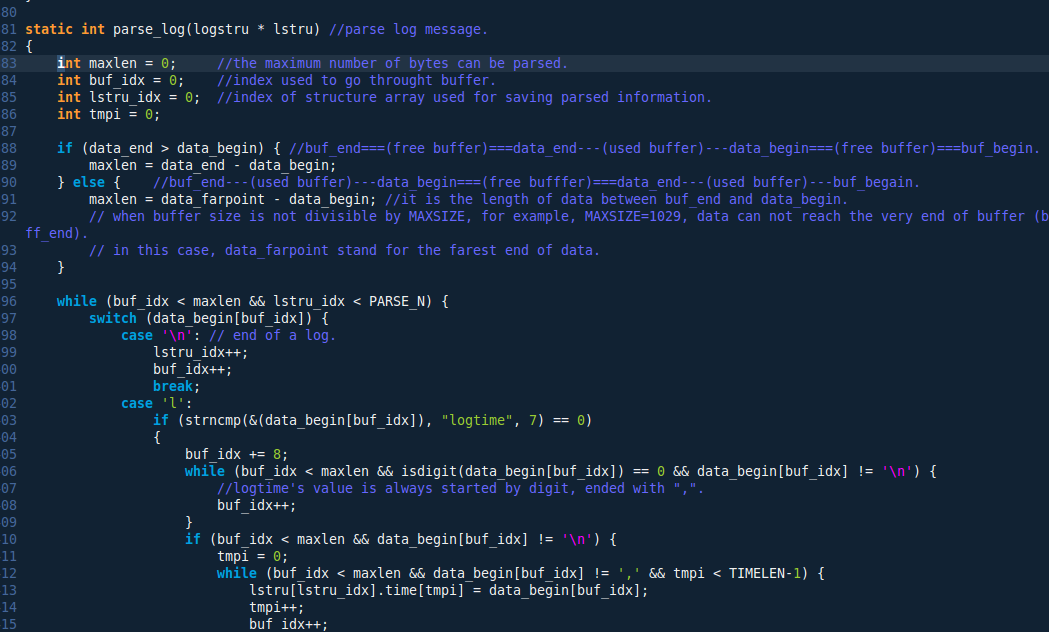 80
81 static int parse_log(logstru * lstru) //parse log message.
82 {
83     int maxlen = 0;     //the maximum number of bytes can be parsed.
84     int buf_idx = 0;    //index used to go throught buffer.
85     int lstru_idx = 0;  //index of structure array used for saving parsed information.
86     int tmpi = 0;
87
88     if (data_end > data_begin) { //buf_end===(free buffer)===data_end---(used buffer)---data_begin===(free buffer)===buf_begin.
89         maxlen = data_end - data_begin;
90     } else {    //buf_end---(used buffer)---data_begin===(free bufffer)===data_end---(used buffer)---buf_begain.
91         maxlen = data_farpoint - data_begin; //it is the length of data between buf_end and data_begin.
92         // when buffer size is not divisible by MAXSIZE, for example, MAXSIZE=1029, data can not reach the very end of buffer (b
ff_end).
93         // in this case, data_farpoint stand for the farest end of data.
94     }
95
96     while (buf_idx < maxlen && lstru_idx < PARSE_N) {
97         switch (data_begin[buf_idx]) {
98             case '\n': // end of a log.
99                 lstru_idx++;
00                 buf_idx++;
01                 break;
02             case 'l':
03                 if (strncmp(&(data_begin[buf_idx]), "logtime", 7) == 0)
04                 {
05                     buf_idx += 8;
06                     while (buf_idx < maxlen && isdigit(data_begin[buf_idx]) == 0 && data_begin[buf_idx] != '\n') {
07                         //logtime's value is always started by digit, ended with ",".
08                         buf_idx++;
09                     }
10                     if (buf_idx < maxlen && data_begin[buf_idx] != '\n') {
11                         tmpi = 0;
12                         while (buf_idx < maxlen && data_begin[buf_idx] != ',' && tmpi < TIMELEN-1) {
13                             lstru[lstru_idx].time[tmpi] = data_begin[buf_idx];
14                             tmpi++;
15                             buf_idx++;